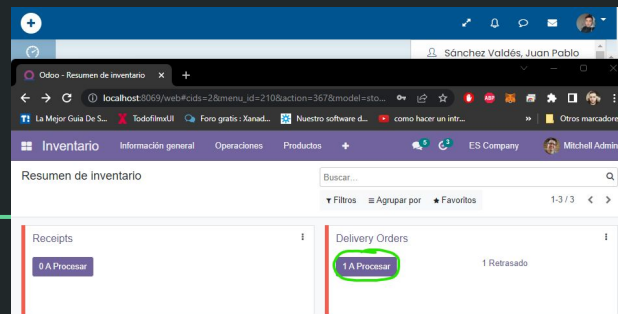 Sánchez Valdés, Juan Pablo
Odoo - Resumen de inventario
localhost:8069/web#cids=2&menu_id=210&action=367&model=sto...
La Mejor Guia De S...
TodofilmxUI
Foro gratis : Xanad...
Nuestro software d...
como hacer un intr...
»
Otros marcadore
Inventario
Información general
Operaciones
Productos
5
2
ES Company
Mitchell Admin
Resumen de inventario
Buscar...
Filtros
Agrupar por
Favoritos
1-3 / 3
Receipts
Delivery Orders
0 A Procesar
1 A Procesar
1 Retrasado